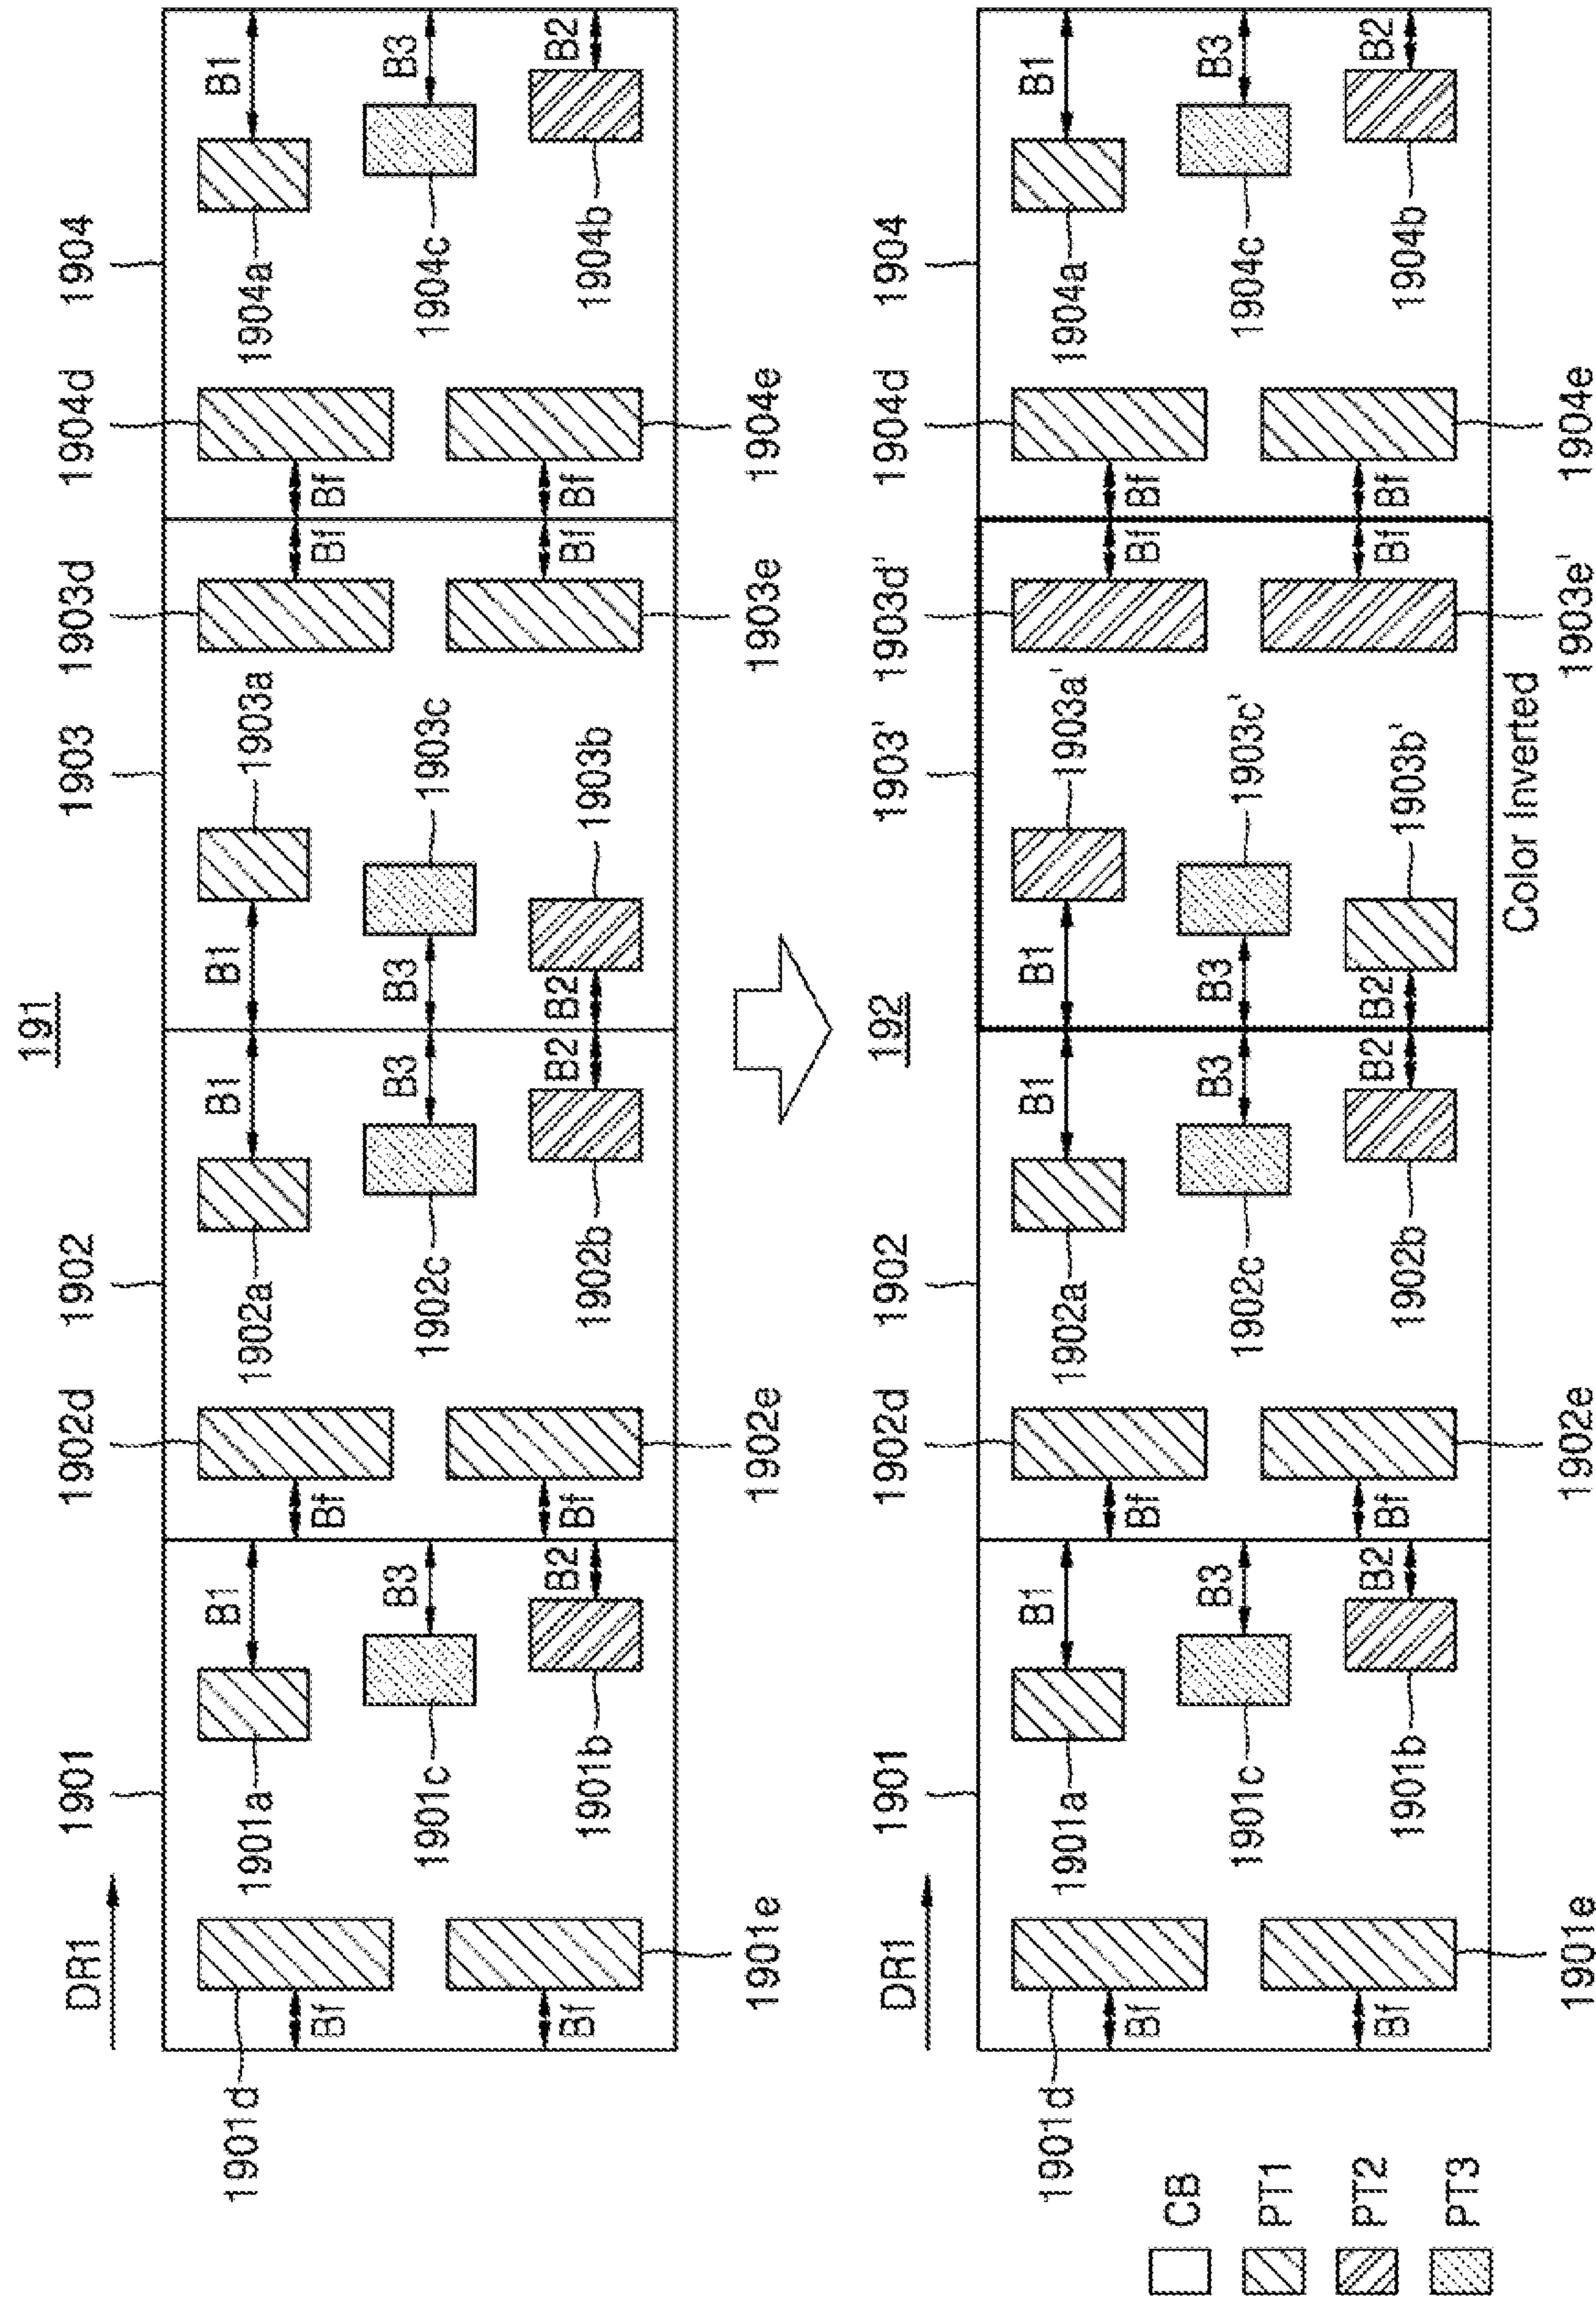 191
DR1 1901 1902d 1902 1903 1903d 1904d 1904
B1 B1 B1 B1
1901d 1901a 1902a 1903a 1904a
Bf Bf Bf Bf
B3 B3 B3 B3
1901c 1902c 1903c 1904c
B2 B2 B2 B2
Bf Bf Bf Bf
1901b 1902b 1903b 1904b
1901e 1902e 1903e 1904e
192
DR1 1901 1902d 1902 1903' 1903d' 1904d 1904
B1 B1 B1 B1
1901d 1901a 1902a 1903a' 1904a
Bf Bf Bf Bf
B3 B3 B3 B3
1901c 1902c 1903c' 1904c
B2 B2 B2 B2
Bf Bf Bf Bf
1901b 1902b 1903b' 1904b
Color Inverted
1901e 1902e 1903e' 1904e
CB
PT1
PT2
PT3